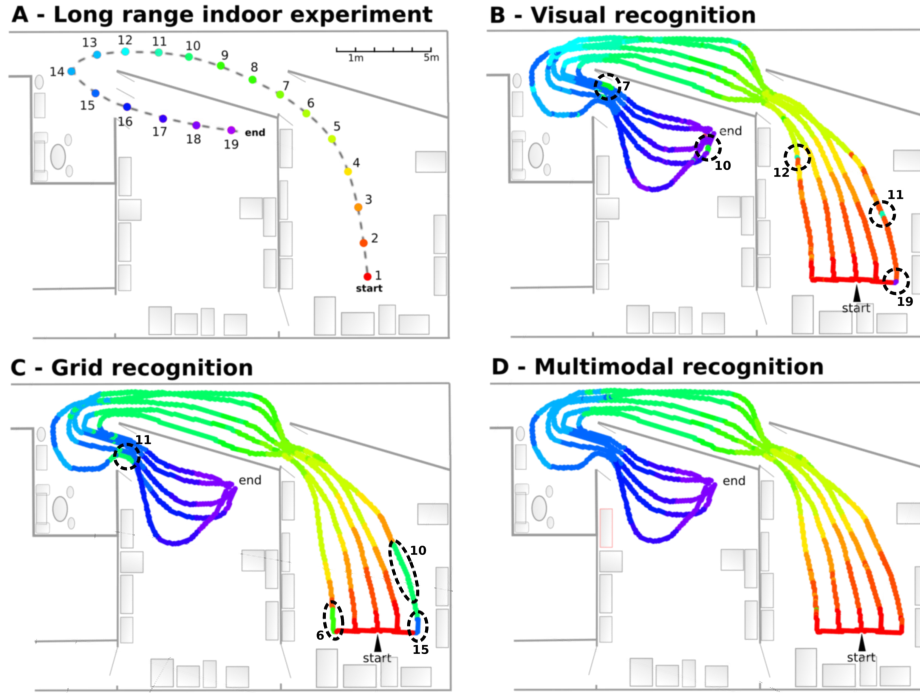 A - Long range indoor experiment
13
12
11
10
9
8
7
6
5
4
3
2
1
start
14
15
16
17
18
19
end
1m
5m
B - Visual recognition
7
end
10
12
11
19
start
C - Grid recognition
11
end
10
6
15
start
D - Multimodal recognition
end
start